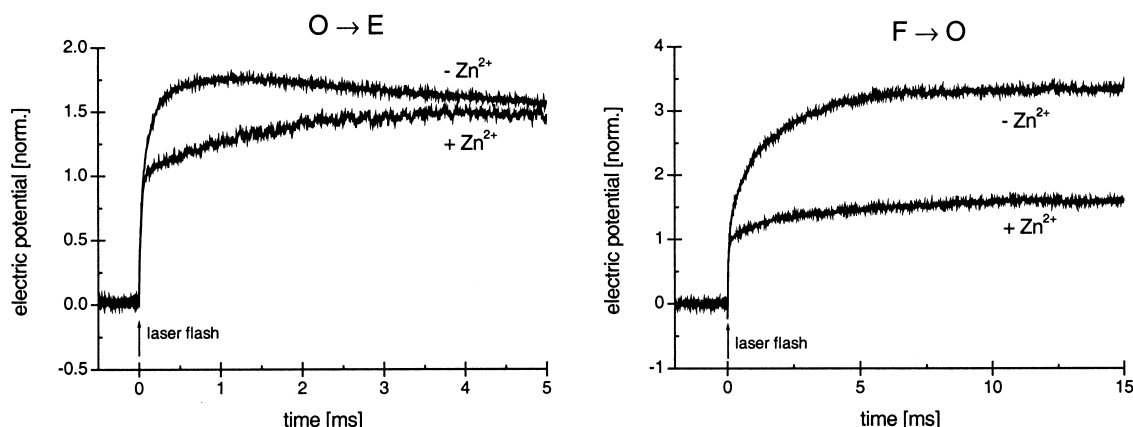 O → E
electric potential [norm.]
2.0
1.5
1.0
0.5
0.0
-0.5
- Zn²⁺
+ Zn²⁺
laser flash
0 1 2 3 4 5
time [ms]
F → O
electric potential [norm.]
4
3
2
1
0
-1
- Zn²⁺
+ Zn²⁺
laser flash
0 5 10 15
time [ms]